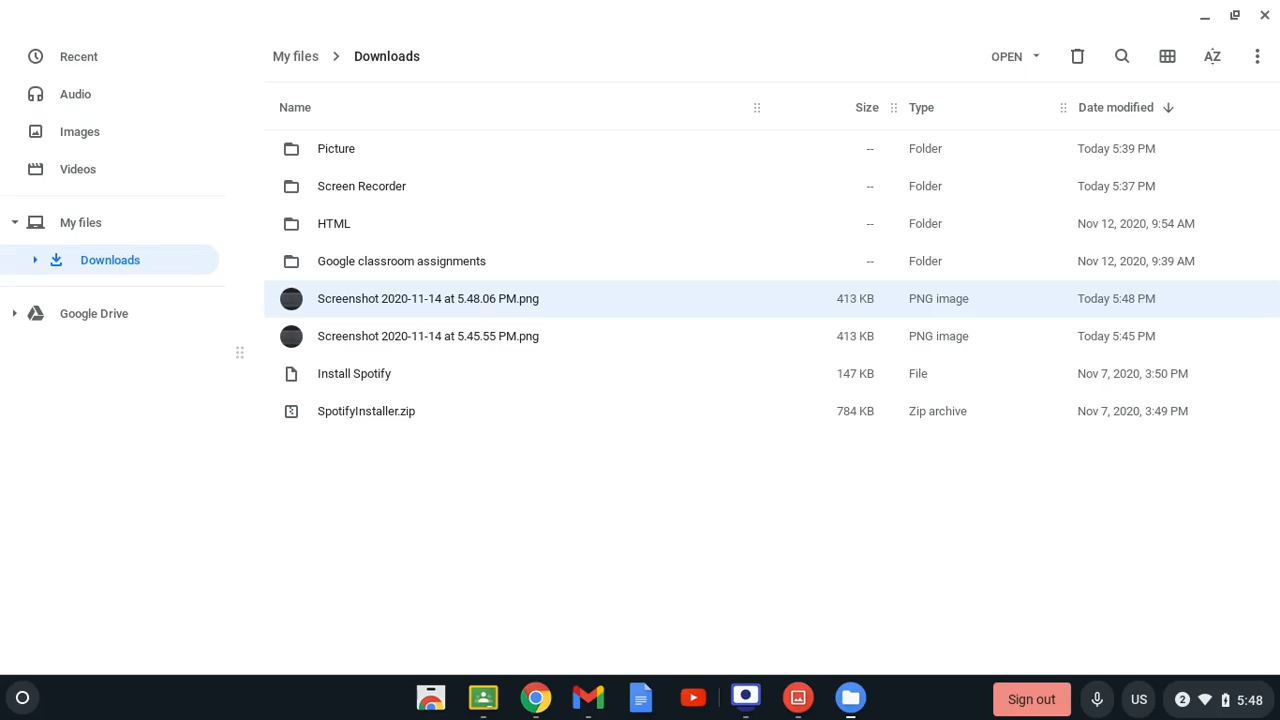 Recent
Audio
Images
Videos
My files
Downloads
Google Drive
My files Downloads
OPEN
AZ
Name Size Type Date modified
Picture -- Folder Today 5:39 PM
Screen Recorder -- Folder Today 5:37 PM
HTML -- Folder Nov 12, 2020, 9:54 AM
Google classroom assignments -- Folder Nov 12, 2020, 9:39 AM
Screenshot 2020-11-14 at 5.48.06 PM.png 413 KB PNG image Today 5:48 PM
Screenshot 2020-11-14 at 5.45.55 PM.png 413 KB PNG image Today 5:45 PM
Install Spotify 147 KB File Nov 7, 2020, 3:50 PM
SpotifyInstaller.zip 784 KB Zip archive Nov 7, 2020, 3:49 PM
Sign out US 2 5:48